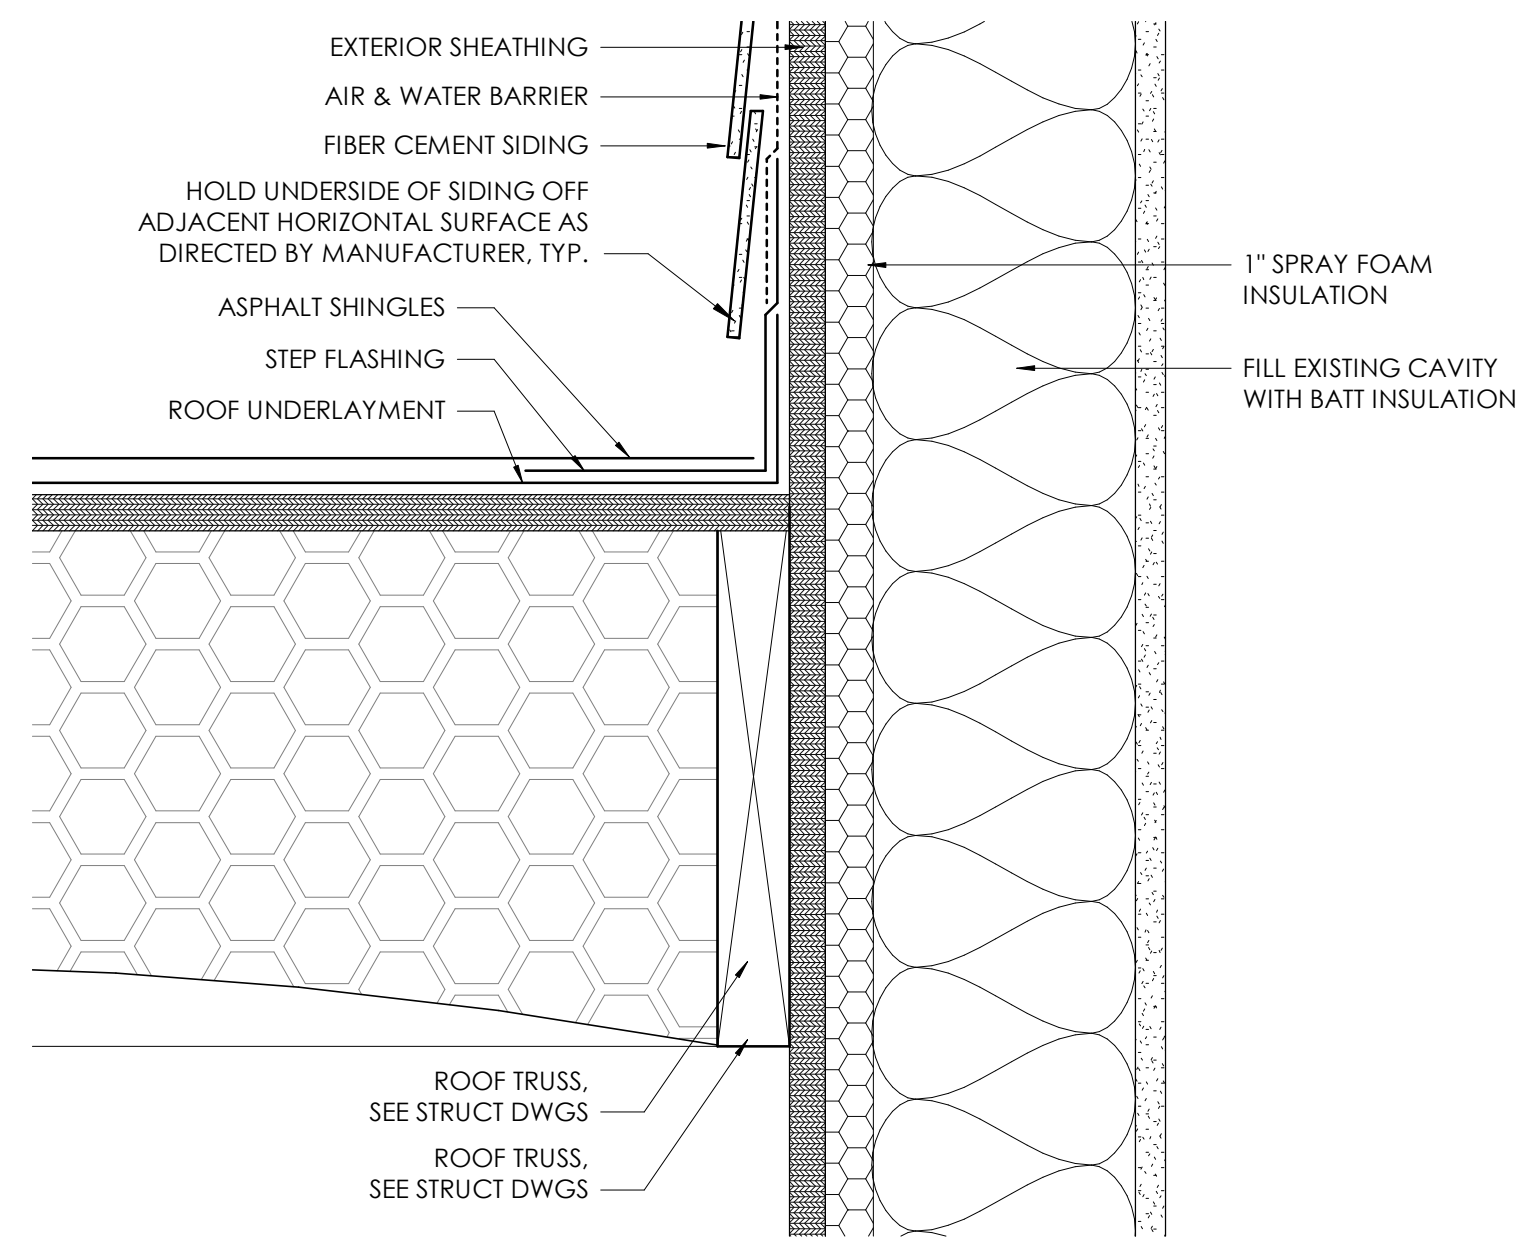 EXTERIOR SHEATHING
AIR & WATER BARRIER
FIBER CEMENT SIDING
HOLD UNDERSIDE OF SIDING OFF
ADJACENT HORIZONTAL SURFACE AS
DIRECTED BY MANUFACTURER, TYP.
ASPHALT SHINGLES
STEP FLASHING
ROOF UNDERLAYMENT
1" SPRAY FOAM
INSULATION
FILL EXISTING CAVITY
WITH BATT INSULATION
ROOF TRUSS,
SEE STRUCT DWGS
ROOF TRUSS,
SEE STRUCT DWGS